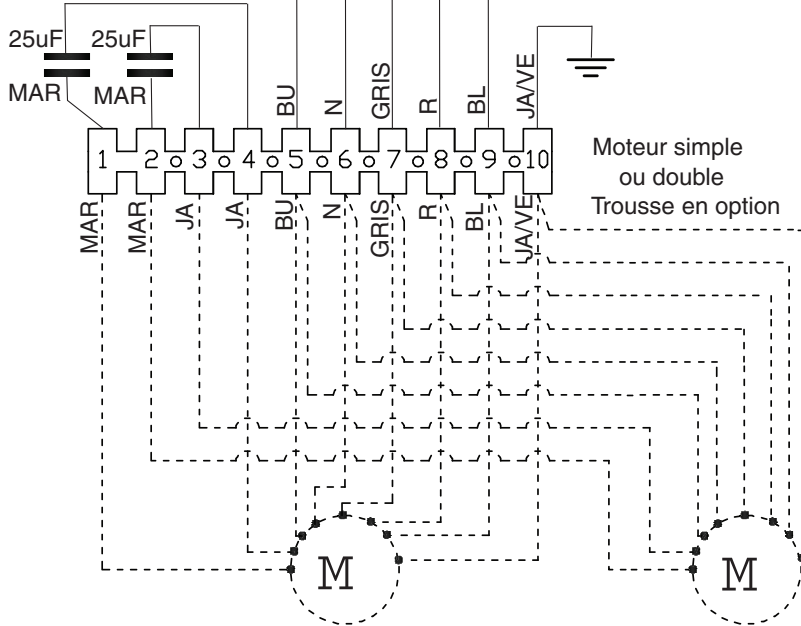 25uF 25uF
MAR MAR
BU N GRIS R BL JA/VE
1 2 3 4 5 6 7 8 9 10
MAR MAR JA JA BU N GRIS R BL JA/VE
Moteur simple
ou double
Trousse en option
M M